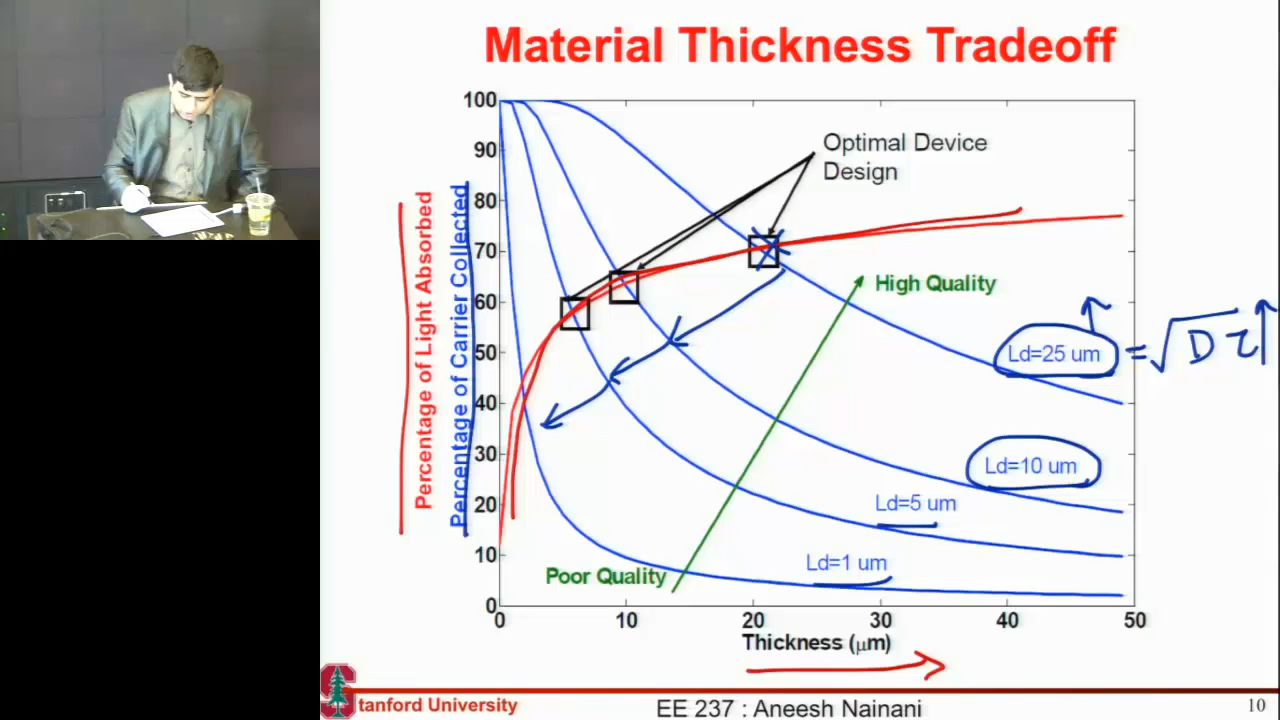 Material Thickness Tradeoff
100
90
80
70
60
50
40
30
20
10
0
Percentage of Light Absorbed
Percentage of Carrier Collected
Optimal Device
Design
High Quality
Ld=25 um = √Dτ
Ld=10 um
Ld=5 um
Ld=1 um
Poor Quality
0 10 20 30 40 50
Thickness (μm)
Stanford University
EE 237 : Aneesh Nainani
10